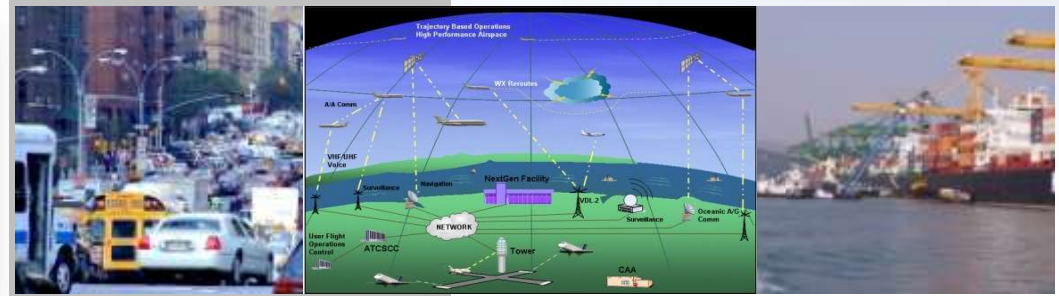 Trajectory Based Operations
High Performance Airspace
WX Reroutes
A/A Comm
VHF/UHF
Voice
Surveillance
Navigation
NextGen Facility
VDL 2
Surveillance
Oceanic A/G
Comm
NETWORK
User Flight
Operations
Control
ATCSCC
Tower
CAA